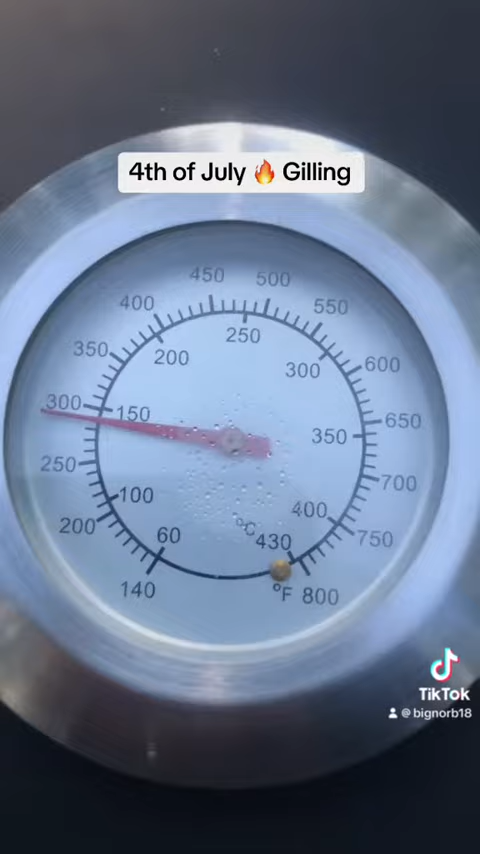 4th of July 🔥 Gilling
450 500
400 550
250
350 200 300 600
300 150 350 650
250 700
100 400
200 60 °C 430 750
140 °F 800
TikTok
@bignorb18